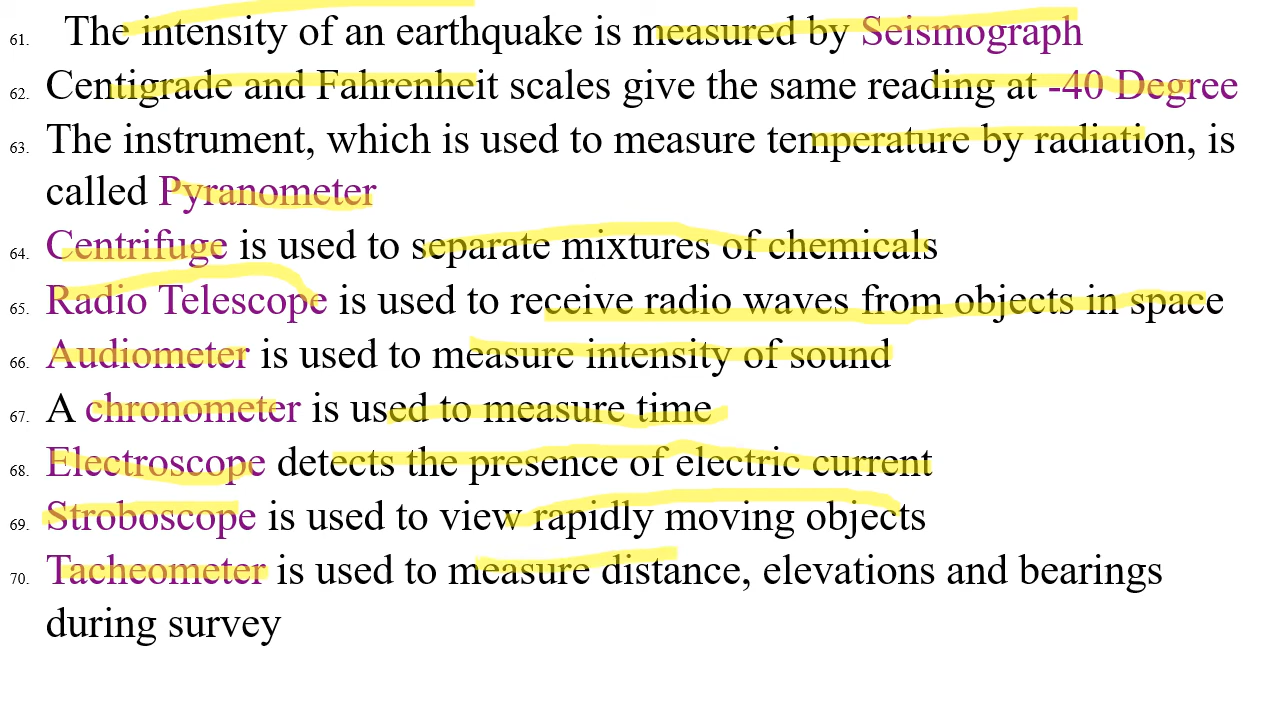 61. The intensity of an earthquake is measured by Seismograph
62. Centigrade and Fahrenheit scales give the same reading at -40 Degree
63. The instrument, which is used to measure temperature by radiation, is
called Pyranometer
64. Centrifuge is used to separate mixtures of chemicals
65. Radio Telescope is used to receive radio waves from objects in space
66. Audiometer is used to measure intensity of sound
67. A chronometer is used to measure time
68. Electroscope detects the presence of electric current
69. Stroboscope is used to view rapidly moving objects
70. Tacheometer is used to measure distance, elevations and bearings
during survey